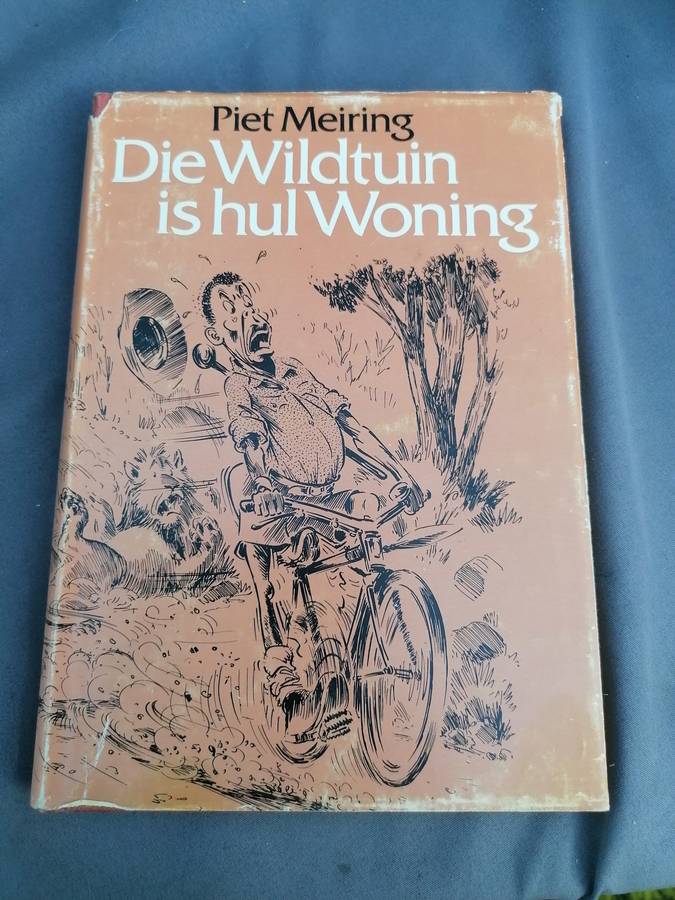 Piet Meiring
Die Wildtuin
is hul Woning